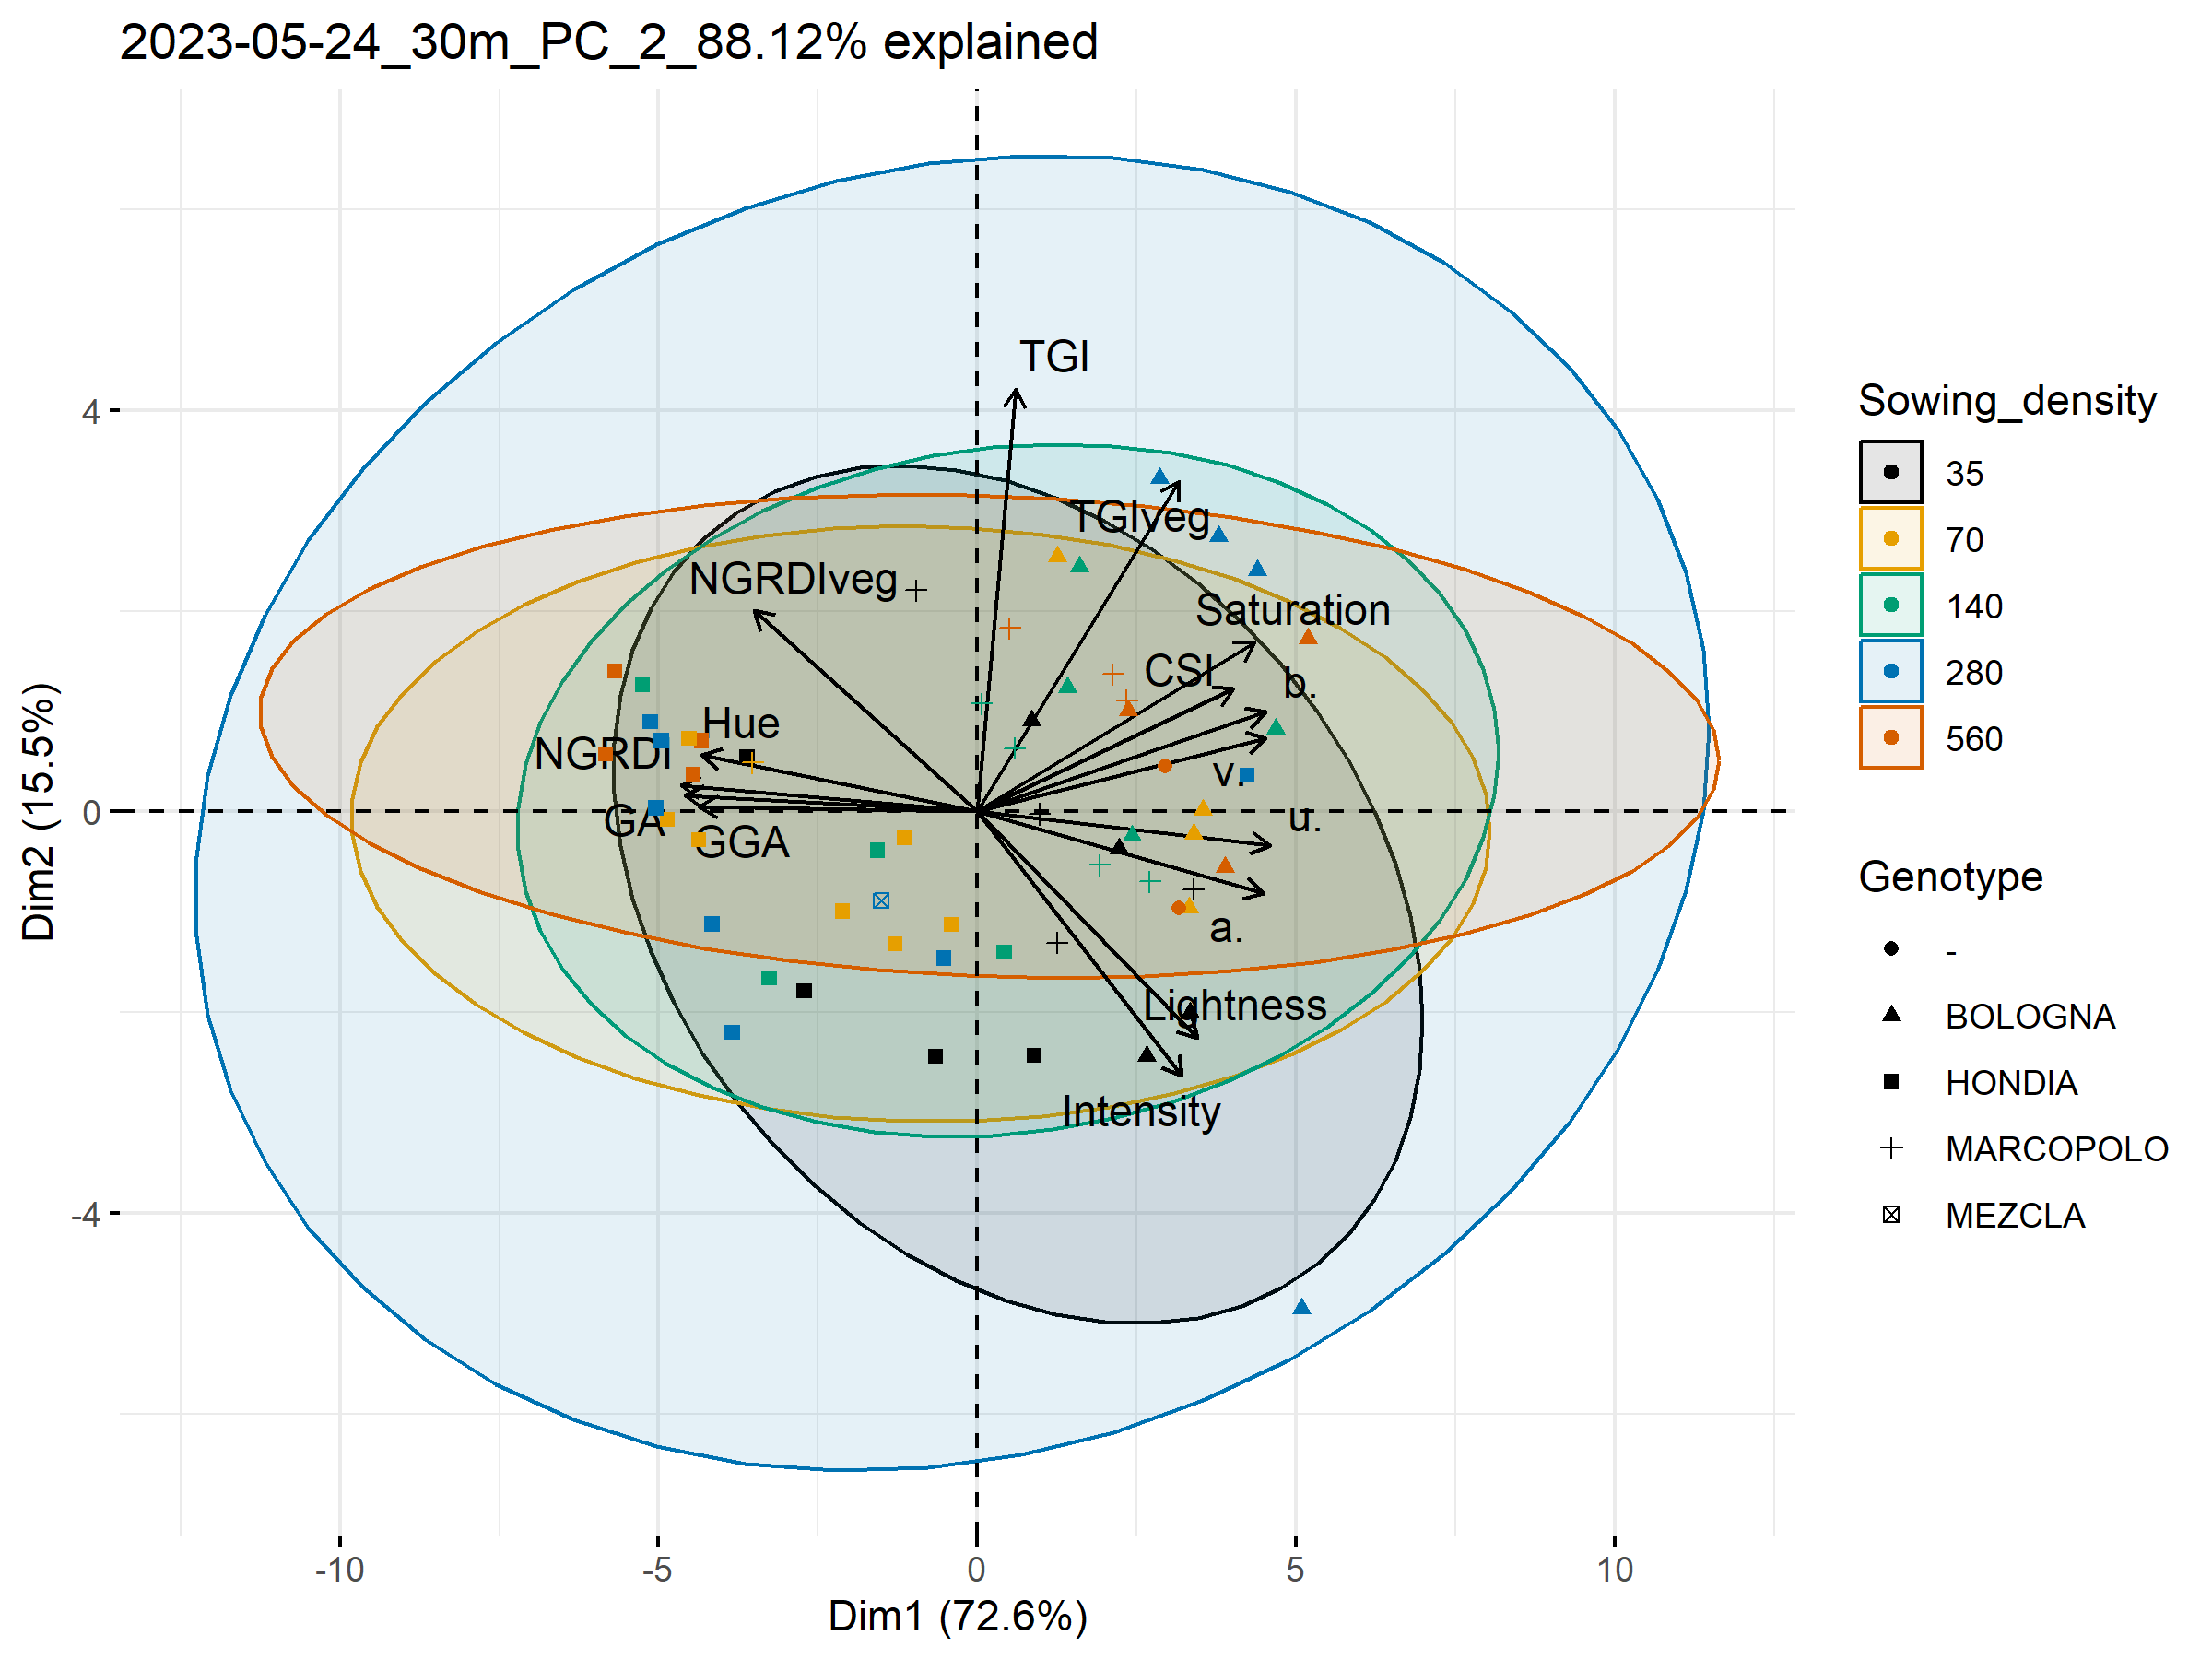 2023-05-24_30m_PC_2_88.12% explained
TGI
TGIveg
NGRDIveg
Saturation
CSI
b.
Hue
NGRDI
v.
u.
GA
GGA
a.
Lightness
Intensity
4
0
-4
-10
-5
0
5
10
Dim1 (72.6%)
Dim2 (15.5%)
Sowing_density
35
70
140
280
560
Genotype
-
BOLOGNA
HONDIA
MARCOPOLO
MEZCLA